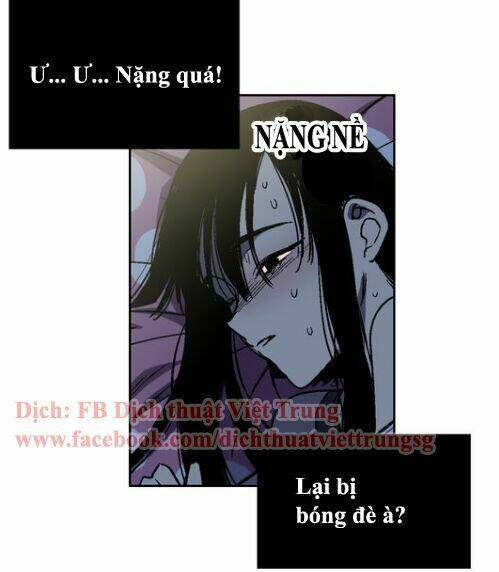 Ư... Ư... Nặng quá!
NẶNG NỀ
Dịch: FB Dịch thuật Việt Trung
www.facebook.com/dichthuatviettrungsg
Lại bị
bóng đè à?